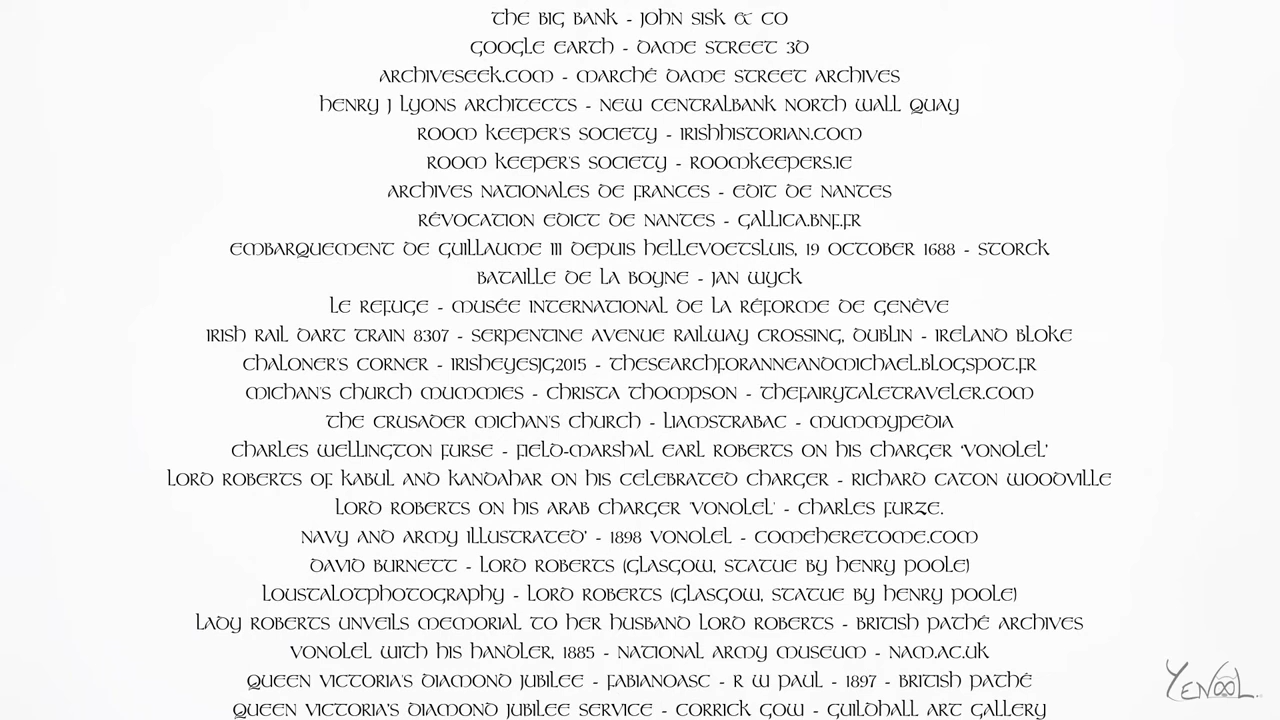 THE BIG BANK - JOHN SISK & CO
GOOGLE EARTH - DAME STREET 3D
ARCHIVESEEK.COM - MARCHÉ DAME STREET ARCHIVES
HENRY J LYONS ARCHITECTS - NEW CENTRALBANK NORTH WALL QUAY
ROOM KEEPER'S SOCIETY - IRISHHISTORIAN.COM
ROOM KEEPER'S SOCIETY - ROOMKEEPERS.IE
ARCHIVES NATIONALES DE FRANCES - EDIT DE NANTES
RÉVOCATION EDICT DE NANTES - GALLICA.BNF.FR
EMBARQUEMENT DE GUILLAUME III DEPUIS HELLEVOETSLUIS, 19 OCTOBER 1688 - STORCK
BATAILLE DE LA BOYNE - JAN WYCK
LE REFUGE - MUSÉE INTERNATIONAL DE LA RÉFORME DE GENÈVE
IRISH RAIL DART TRAIN 8307 - SERPENTINE AVENUE RAILWAY CROSSING, DUBLIN - IRELAND BLOKE
CHALONER'S CORNER - IRISHEYESJG2015 - THESEARCHFORANNEANDMICHAEL.BLOGSPOT.FR
MICHAN'S CHURCH MUMMIES - CHRISTA THOMPSON - THEFAIRYTALETRAVELER.COM
THE CRUSADER MICHAN'S CHURCH - LIAMSTRABAC - MUMMYPEDIA
CHARLES WELLINGTON FURSE - FIELD-MARSHAL EARL ROBERTS ON HIS CHARGER 'VONOLEL'
LORD ROBERTS OF KABUL AND KANDAHAR ON HIS CELEBRATED CHARGER - RICHARD CATON WOODVILLE
LORD ROBERTS ON HIS ARAB CHARGER 'VONOLEL' - CHARLES FURZE.
NAVY AND ARMY ILLUSTRATED' - 1898 VONOLEL - COMEHERETOME.COM
DAVID BURNETT - LORD ROBERTS (GLASGOW, STATUE BY HENRY POOLE)
LOUSTALOTPHOTOGRAPHY - LORD ROBERTS (GLASGOW, STATUE BY HENRY POOLE)
LADY ROBERTS UNVEILS MEMORIAL TO HER HUSBAND LORD ROBERTS - BRITISH PATHÉ ARCHIVES
VONOLEL WITH HIS HANDLER, 1885 - NATIONAL ARMY MUSEUM - NAM.AC.UK
QUEEN VICTORIA'S DIAMOND JUBILEE - FABIANOASC - R W PAUL - 1897 - BRITISH PATHÉ
QUEEN VICTORIA'S DIAMOND JUBILEE SERVICE - CORRICK GOW - GUILDHALL ART GALLERY
YENOOL